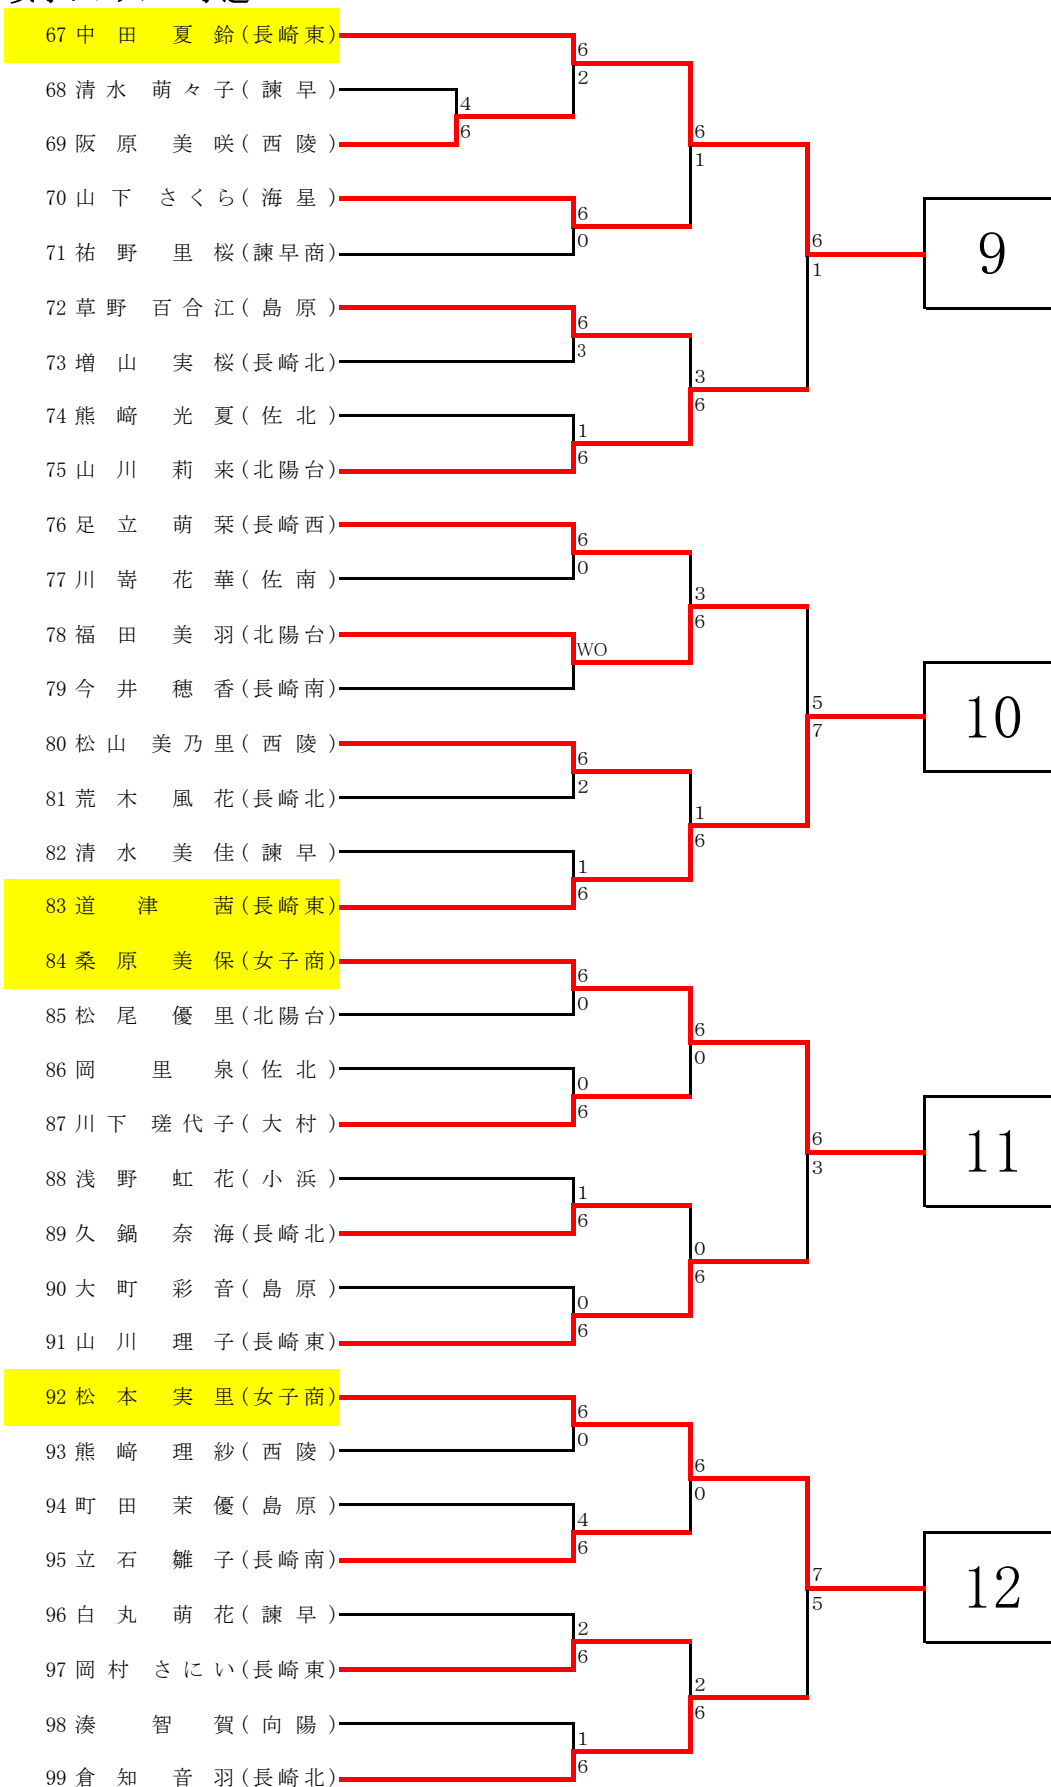 67 中田 夏鈴 (長崎東)
6
2
68 清水 萌々子 (諫早)
4
6
69 阪原 美咲 (西陵)
6
1
70 山下 さくら (海星)
6
0
71 祐野 里桜 (諫早商)
6
1
9
72 草野 百合江 (島原)
6
3
73 増山 実桜 (長崎北)
3
6
74 熊﨑 光夏 (佐北)
1
6
75 山川 莉来 (北陽台)
76 足立 萌栞 (長崎西)
6
0
77 川嵜 花華 (佐南)
3
6
78 福田 美羽 (北陽台)
WO
79 今井 穂香 (長崎南)
5
7
10
80 松山 美乃里 (西陵)
6
2
81 荒木 風花 (長崎北)
1
6
82 清水 美佳 (諫早)
1
6
83 道津 茜 (長崎東)
84 桑原 美保 (女子商)
6
0
85 松尾 優里 (北陽台)
6
0
86 岡 里泉 (佐北)
0
6
87 川下 瑳代子 (大村)
6
3
11
88 浅野 虹花 (小浜)
1
6
89 久鍋 奈海 (長崎北)
0
6
90 大町 彩音 (島原)
0
6
91 山川 理子 (長崎東)
92 松本 実里 (女子商)
6
0
93 熊﨑 理紗 (西陵)
6
0
94 町田 茉優 (島原)
4
6
95 立石 雛子 (長崎南)
7
5
12
96 白丸 萌花 (諫早)
2
6
97 岡村 さにい (長崎東)
2
6
98 湊 智賀 (向陽)
1
6
99 倉知 音羽 (長崎北)